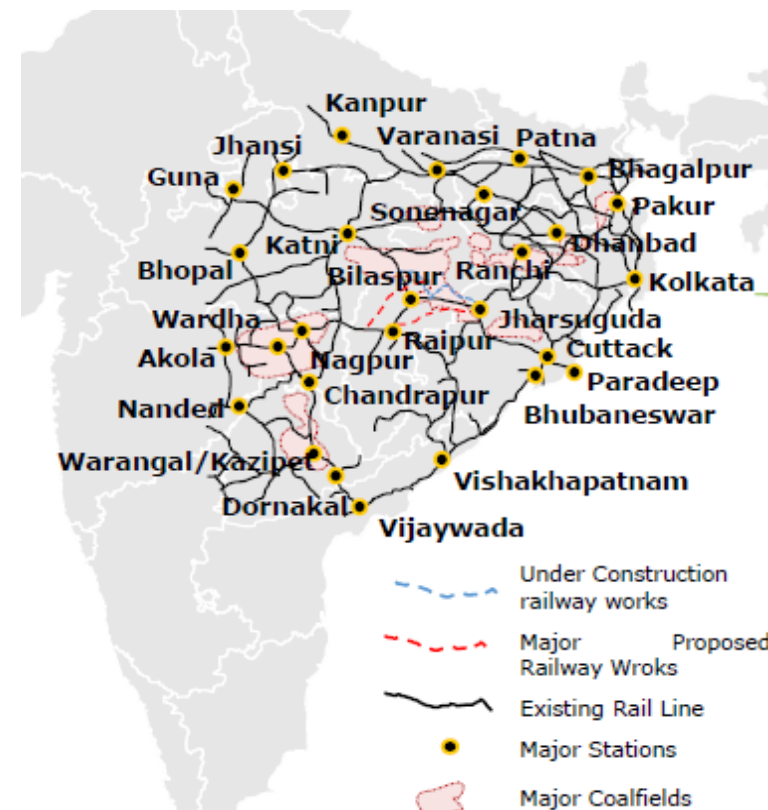 Kanpur
Jhansi
Varanasi
Patna
Guna
Bhagalpur
Sonenagar
Pakur
Katni
Dhanbad
Bhopal
Bilaspur
Ranchi
Kolkata
Wardha
Jharsuguda
Akola
Nagpur
Raipur
Cuttack
Chandrapur
Paradeep
Nanded
Bhubaneswar
Warangal/Kazipet
Vishakhapatnam
Dornakal
Vijaywada
Under Construction
railway works
Major Proposed
Railway Wroks
Existing Rail Line
Major Stations
Major Coalfields